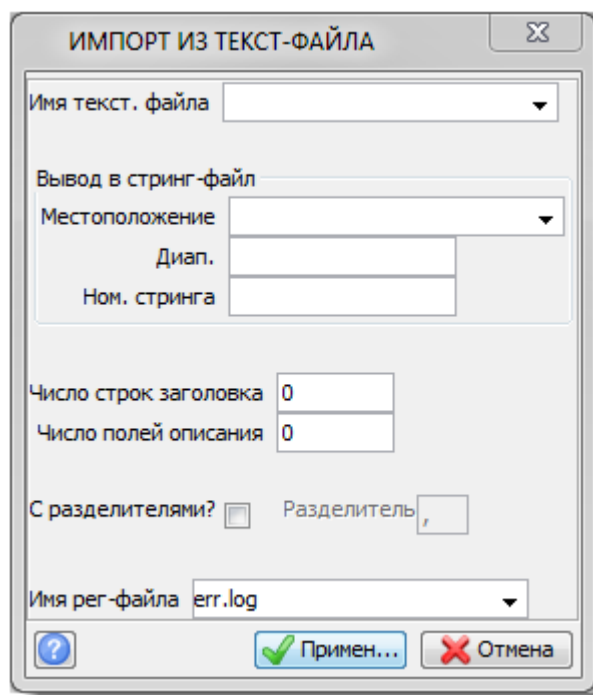 ИМПОРТ ИЗ ТЕКСТ-ФАЙЛА
Имя текст. файла
Вывод в стринг-файл
Местоположение
Диап.
Ном. стринга
Число строк заголовка 0
Число полей описания 0
С разделителями? Разделитель ,
Имя рег-файла err.log
? Примен... Отмена